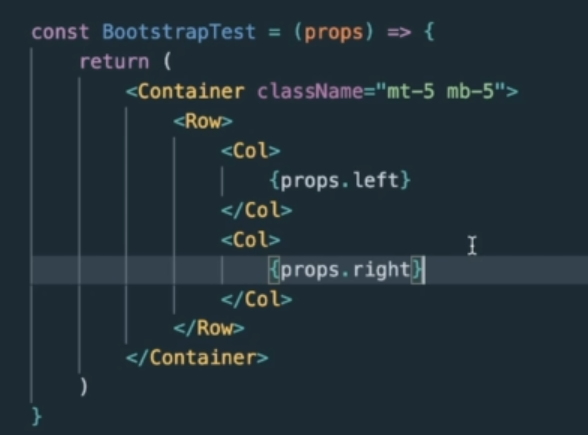 const BootstrapTest = (props) => {
    return (
        <Container className="mt-5 mb-5">
            <Row>
                <Col>
                    {props.left}
                </Col>
                <Col>
                    {props.right}
                </Col>
            </Row>
        </Container>
    )
}